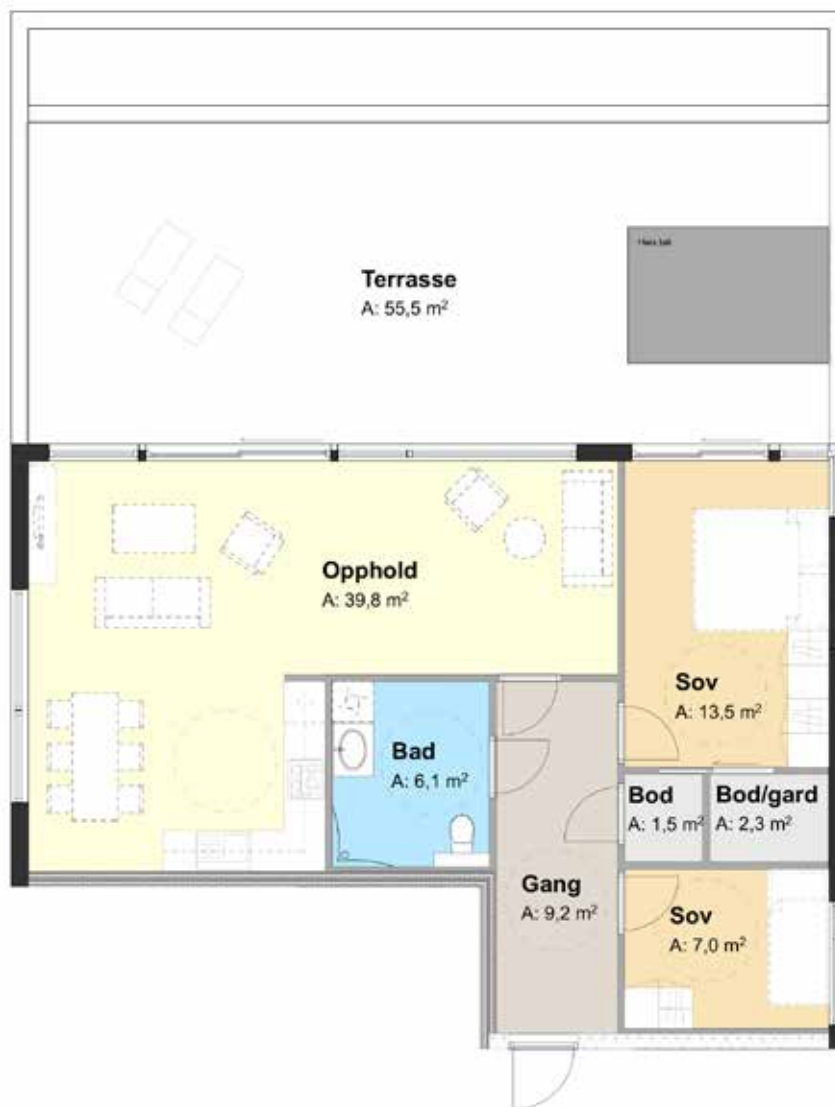 Terrasse
A: 55,5 m²
Opphold
A: 39,8 m²
Sov
A: 13,5 m²
Bad
A: 6,1 m²
Bod
A: 1,5 m²
Bod/gard
A: 2,3 m²
Gang
A: 9,2 m²
Sov
A: 7,0 m²